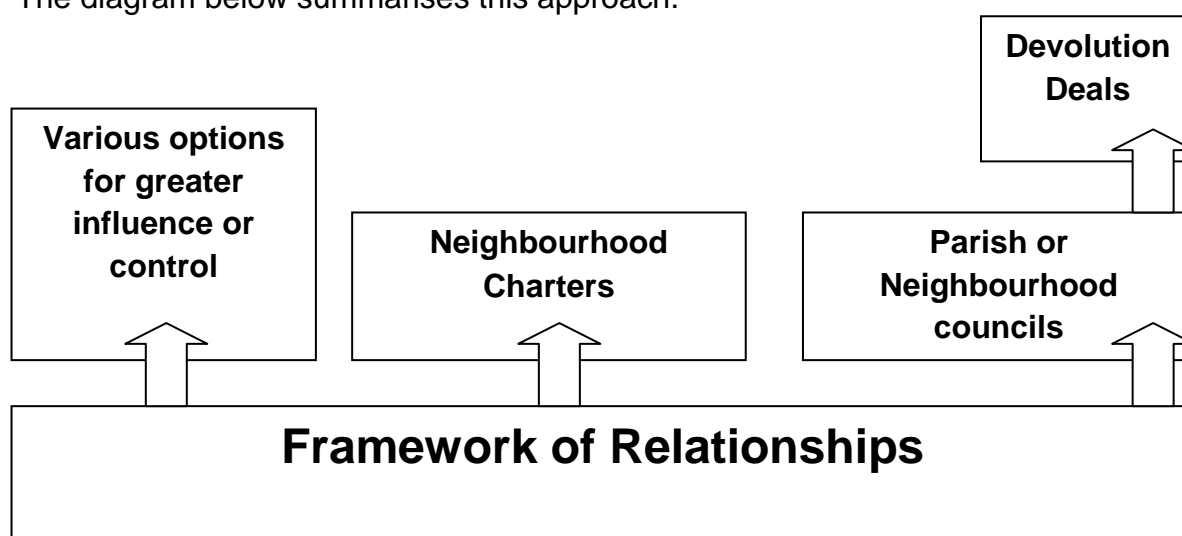 The diagram below summarises this approach.
Devolution
Deals
Various options
for greater
influence or
control
Neighbourhood
Charters
Parish or
Neighbourhood
councils
Framework of Relationships